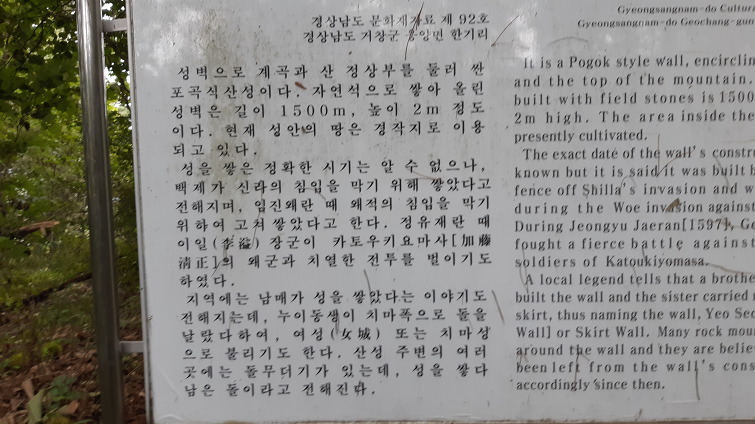 경상남도 문화재자료 제 92호
경상남도 거창군 웅양면 한기리
성벽으로 계곡과 산 정상부를 둘러 싼
포곡식산성이다. 자연석으로 쌓아 올린
성벽은 길이 1500m, 높이 2m 정도
이다. 현재 성안의 땅은 경작지로 이용
되고 있다.
성을 쌓은 정확한 시기는 알 수 없으나,
백제가 신라의 침입을 막기 위해 쌓았다고
전해지며, 임진왜란 때 왜적의 침입을 막기
위하여 고쳐 쌓았다고 한다. 정유재란 때
이일(李溢) 장군이 카토우키요마사[加藤
淸正]의 왜군과 치열한 전투를 벌이기도
하였다.
지역에는 남매가 성을 쌓았다는 이야기도
전해지는데, 누이동생이 치마폭으로 돌을
날랐다하여, 여성(女城) 또는 치마성
으로 불리기도 한다. 산성 주변의 여러
곳에는 돌무더기가 있는데, 성을 쌓다
남은 돌이라고 전해진다.
Gyeongsangnam-do Cultura
Gyeongsangnam-do Geochang-gun
It is a Pogok style wall, encirclin
and the top of the mountain.
built with field stones is 1500
2m high. The area inside the
presently cultivated.
The exact date of the wall's constru
known but it is said it was built b
fence off Shilla's invasion and w
during the Woe invasion against
During Jeongyu Jaeran[1597], Ge
fought a fierce battle against
soldiers of Katoukiyomasa.
A local legend tells that a brothe
built the wall and the sister carried
skirt, thus naming the wall, Yeo Seo
Wall] or Skirt Wall. Many rock mou
around the wall and they are believ
been left from the wall's cons
accordingly since then.